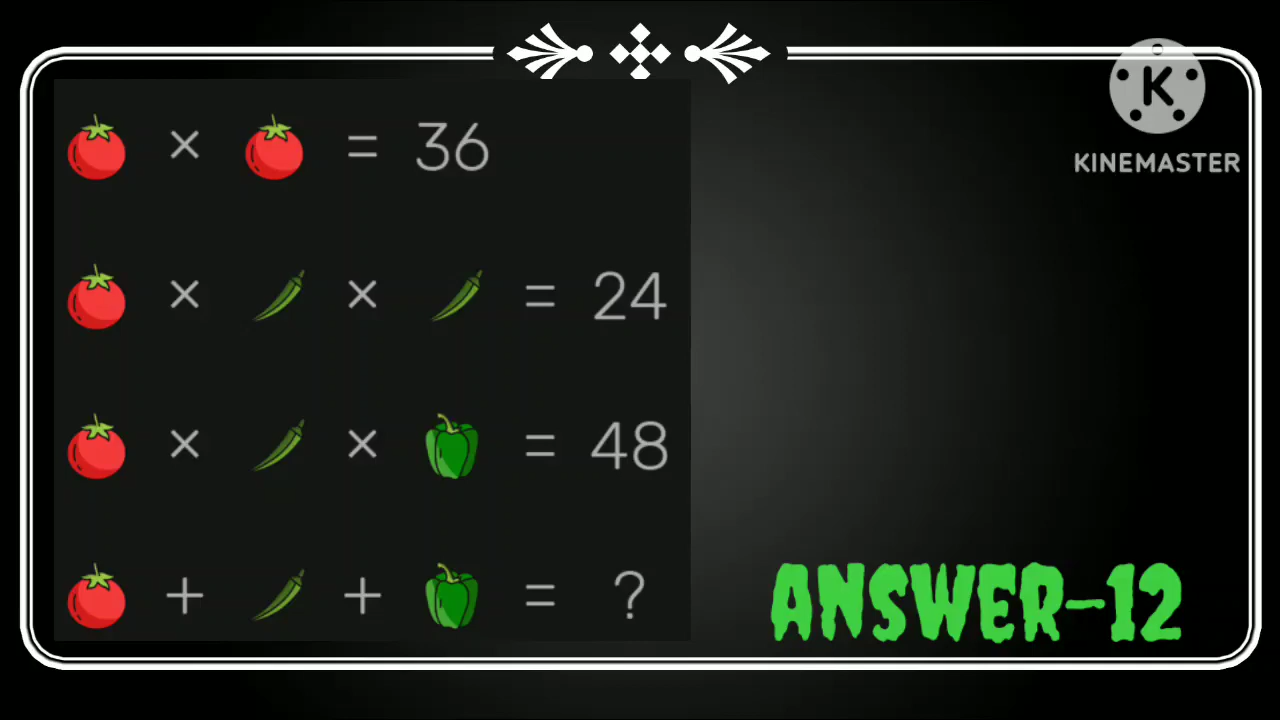 × = 36
× × = 24
× × = 48
+ + = ?
ANSWER-12
K
KINEMASTER